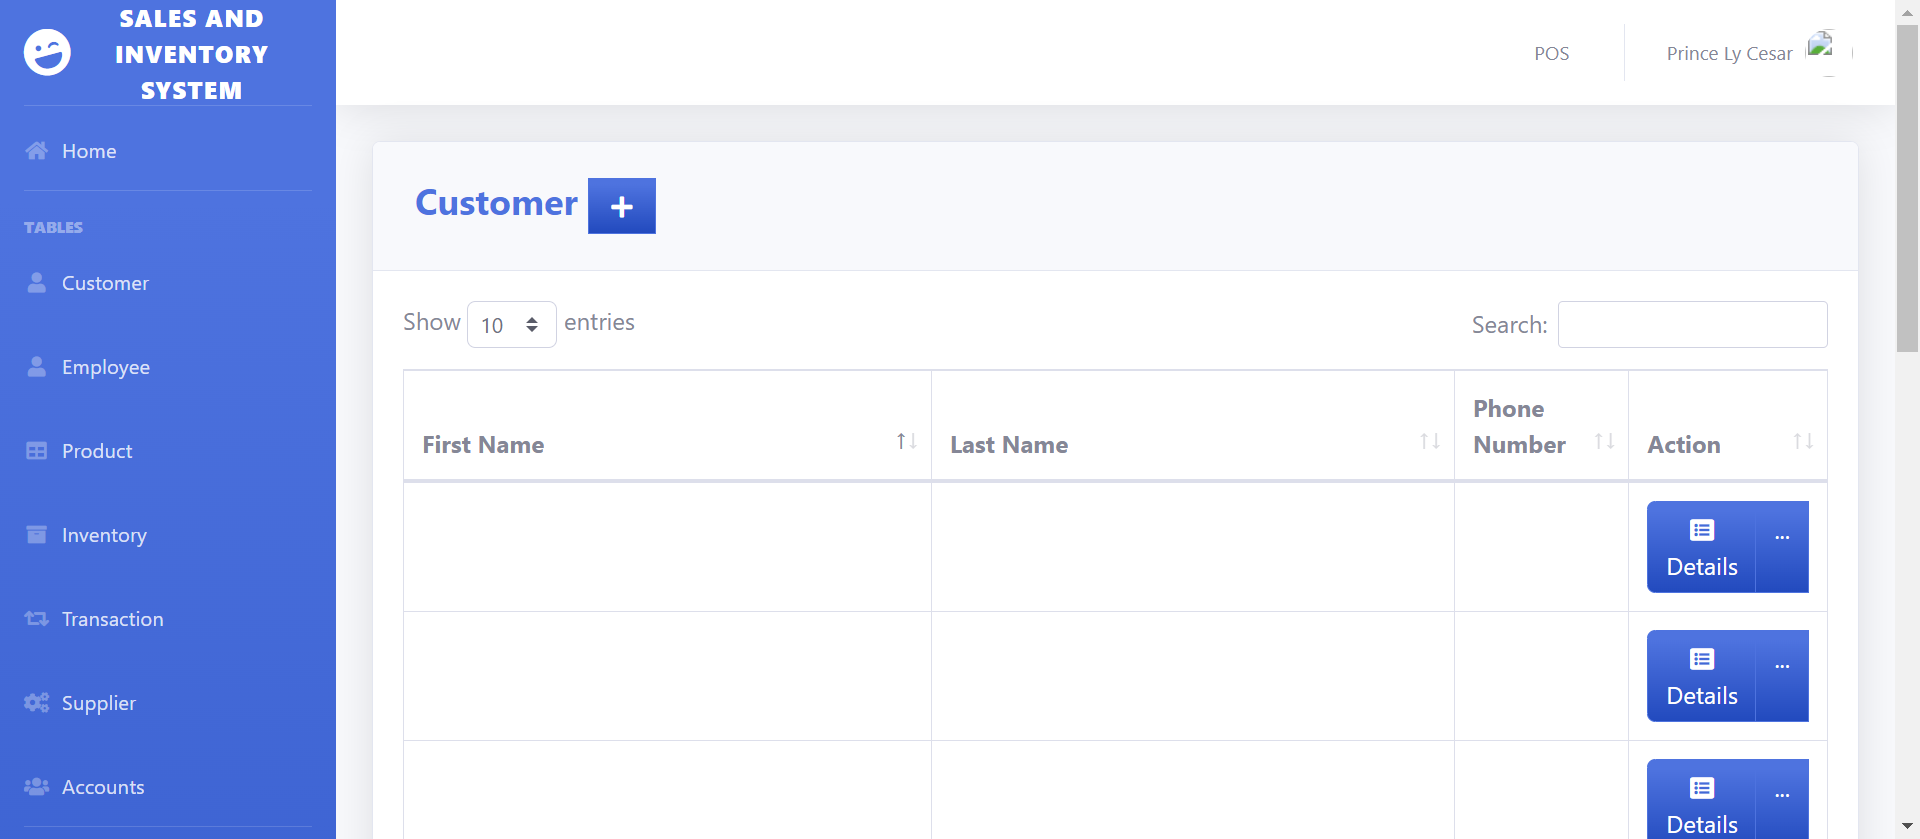 SALES AND
INVENTORY
SYSTEM
POS
Prince Ly Cesar
Home
TABLES
Customer
Employee
Product
Inventory
Transaction
Supplier
Accounts
Customer
Show 10 entries
Search:
First Name
Last Name
Phone
Number
Action
Details ...
Details ...
Details ...